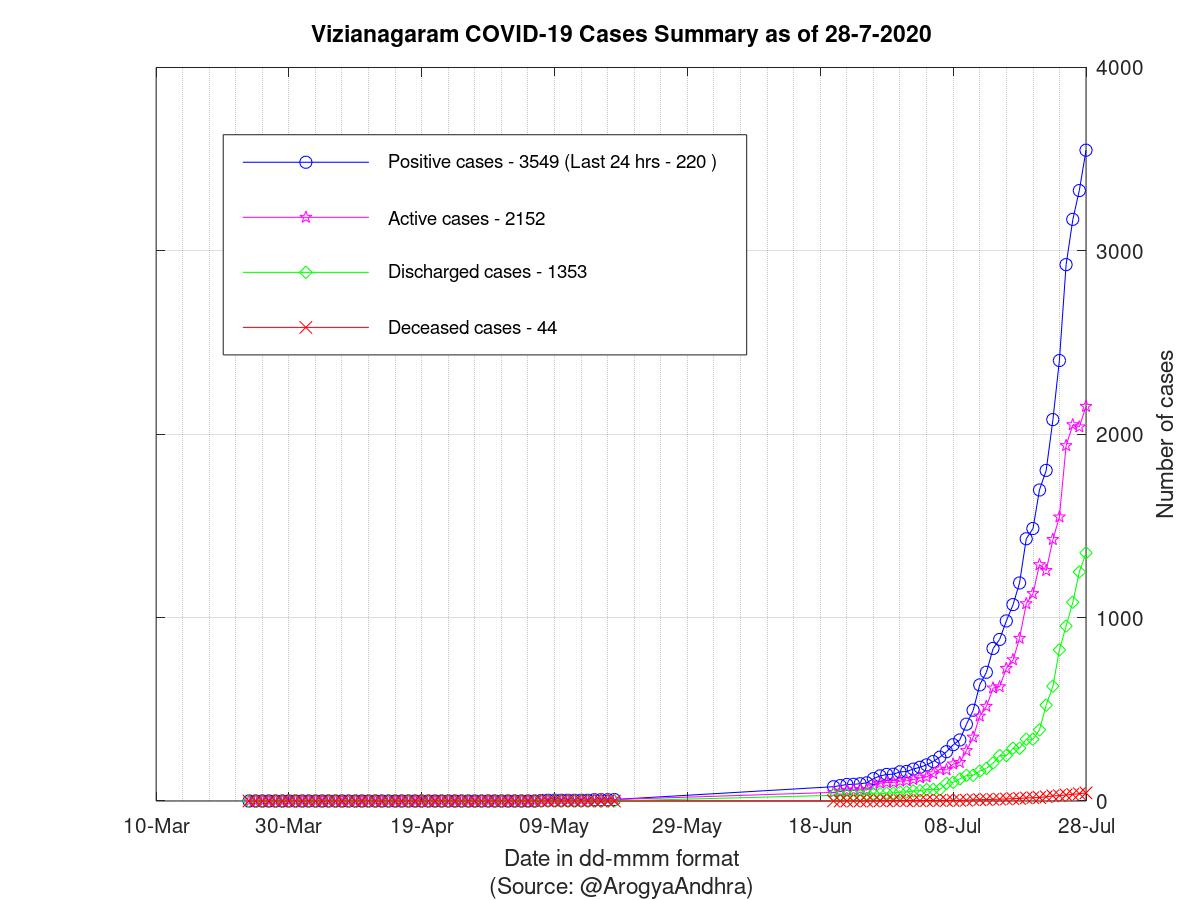 Vizianagaram COVID-19 Cases Summary as of 28-7-2020
4000
Positive cases - 3549 (Last 24 hrs - 220 )
Active cases - 2152
3000
Discharged cases - 1353
Deceased cases - 44
Number of cases
2000
1000
0
10-Mar 30-Mar 19-Apr 09-May 29-May 18-Jun 08-Jul 28-Jul
Date in dd-mmm format
(Source: @ArogyaAndhra)